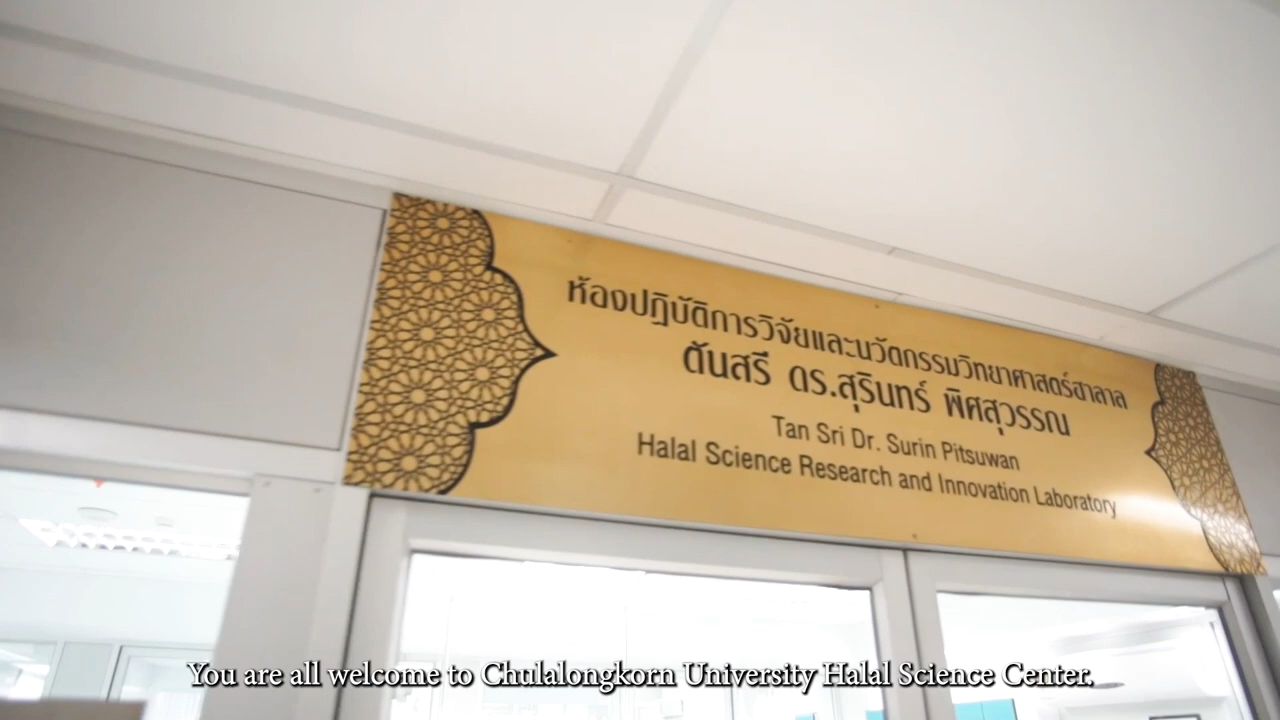 ห้องปฏิบัติการวิจัยและนวัตกรรมวิทยาศาสตร์ฮาลาล
ตันสรี ดร.สุรินทร์ พิศสุวรรณ
Tan Sri Dr. Surin Pitsuwan
Halal Science Research and Innovation Laboratory
You are all welcome to Chulalongkorn University Halal Science Center.